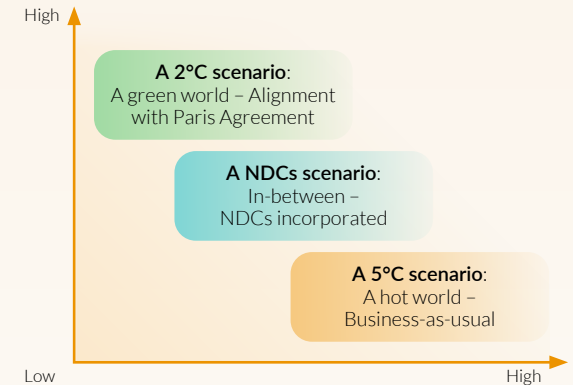 High
A 2°C scenario:
A green world – Alignment
with Paris Agreement
A NDCs scenario:
In-between –
NDCs incorporated
A 5°C scenario:
A hot world –
Business-as-usual
Low
High